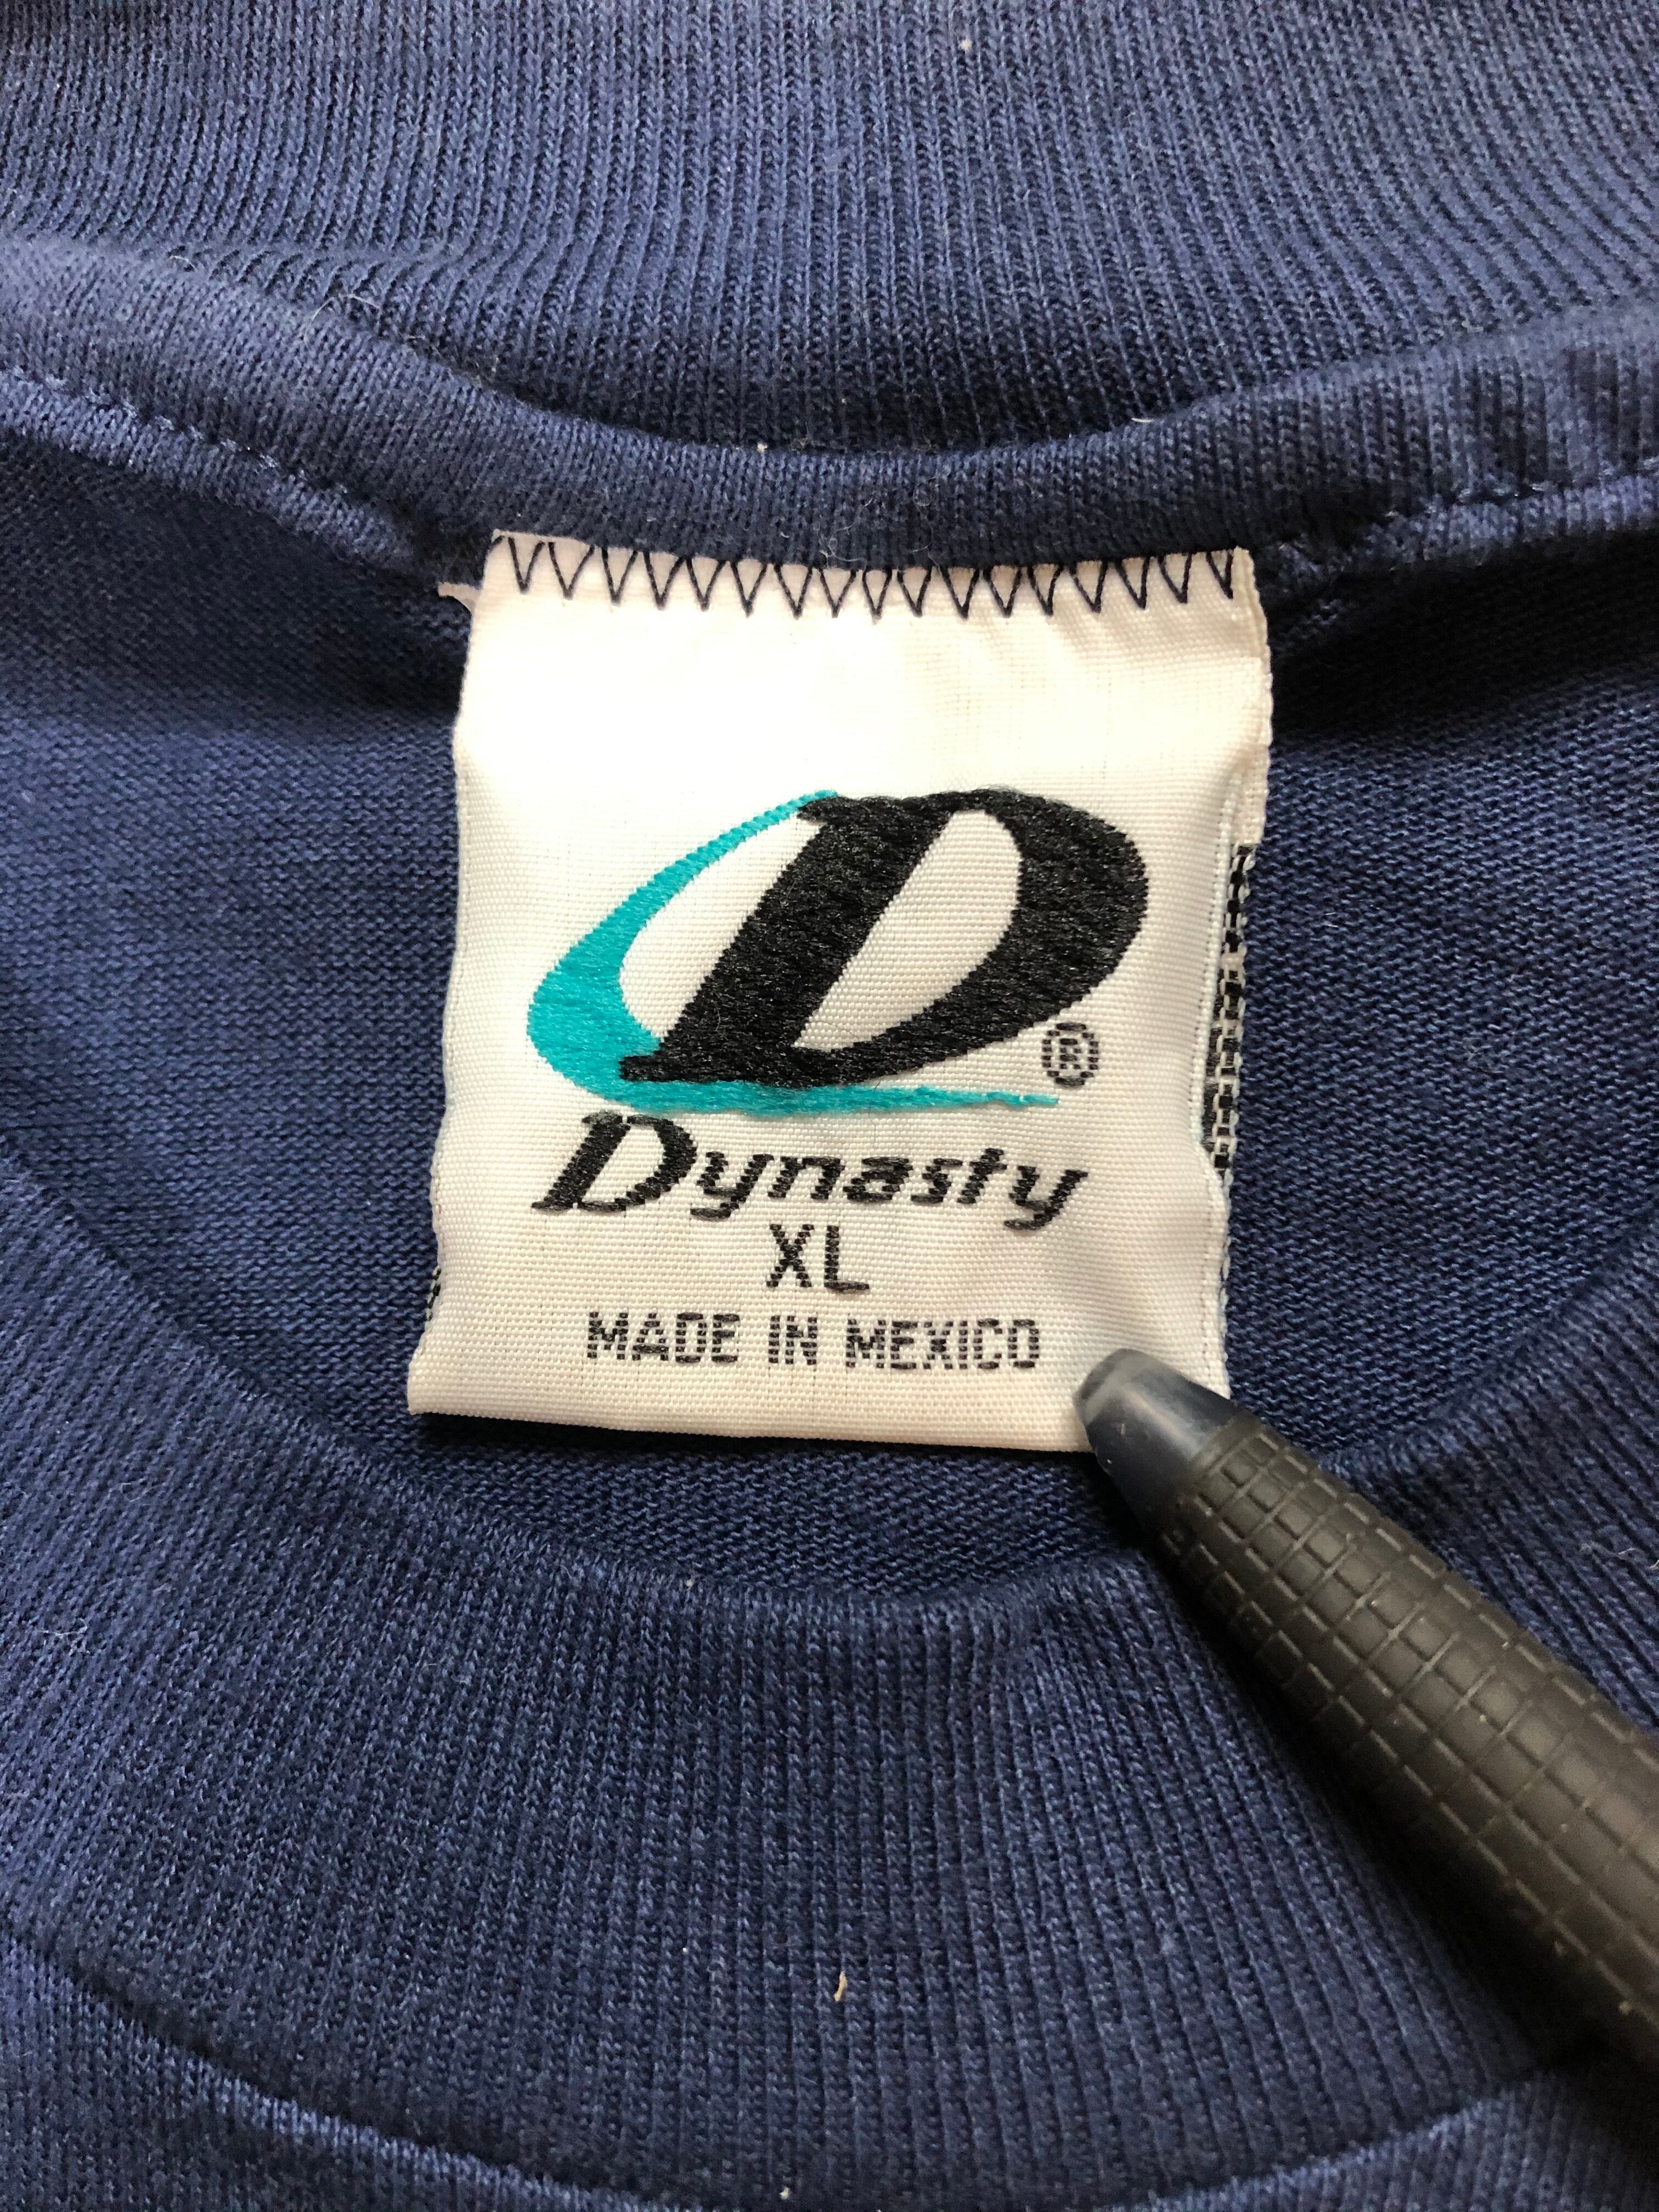 D®
Dynasty
XL
MADE IN MEXICO